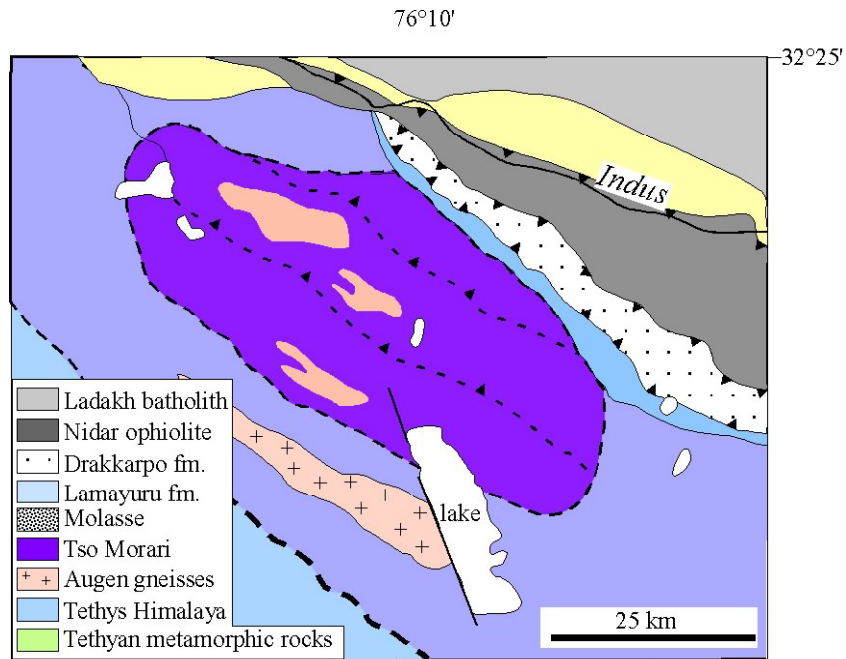 76°10'
32°25'
Indus
Ladakh batholith
Nidar ophiolite
Drakkarpo fm.
Lamayuru fm.
Molasse
Tso Morari
Augen gneisses
Tethys Himalaya
Tethyan metamorphic rocks
lake
25 km